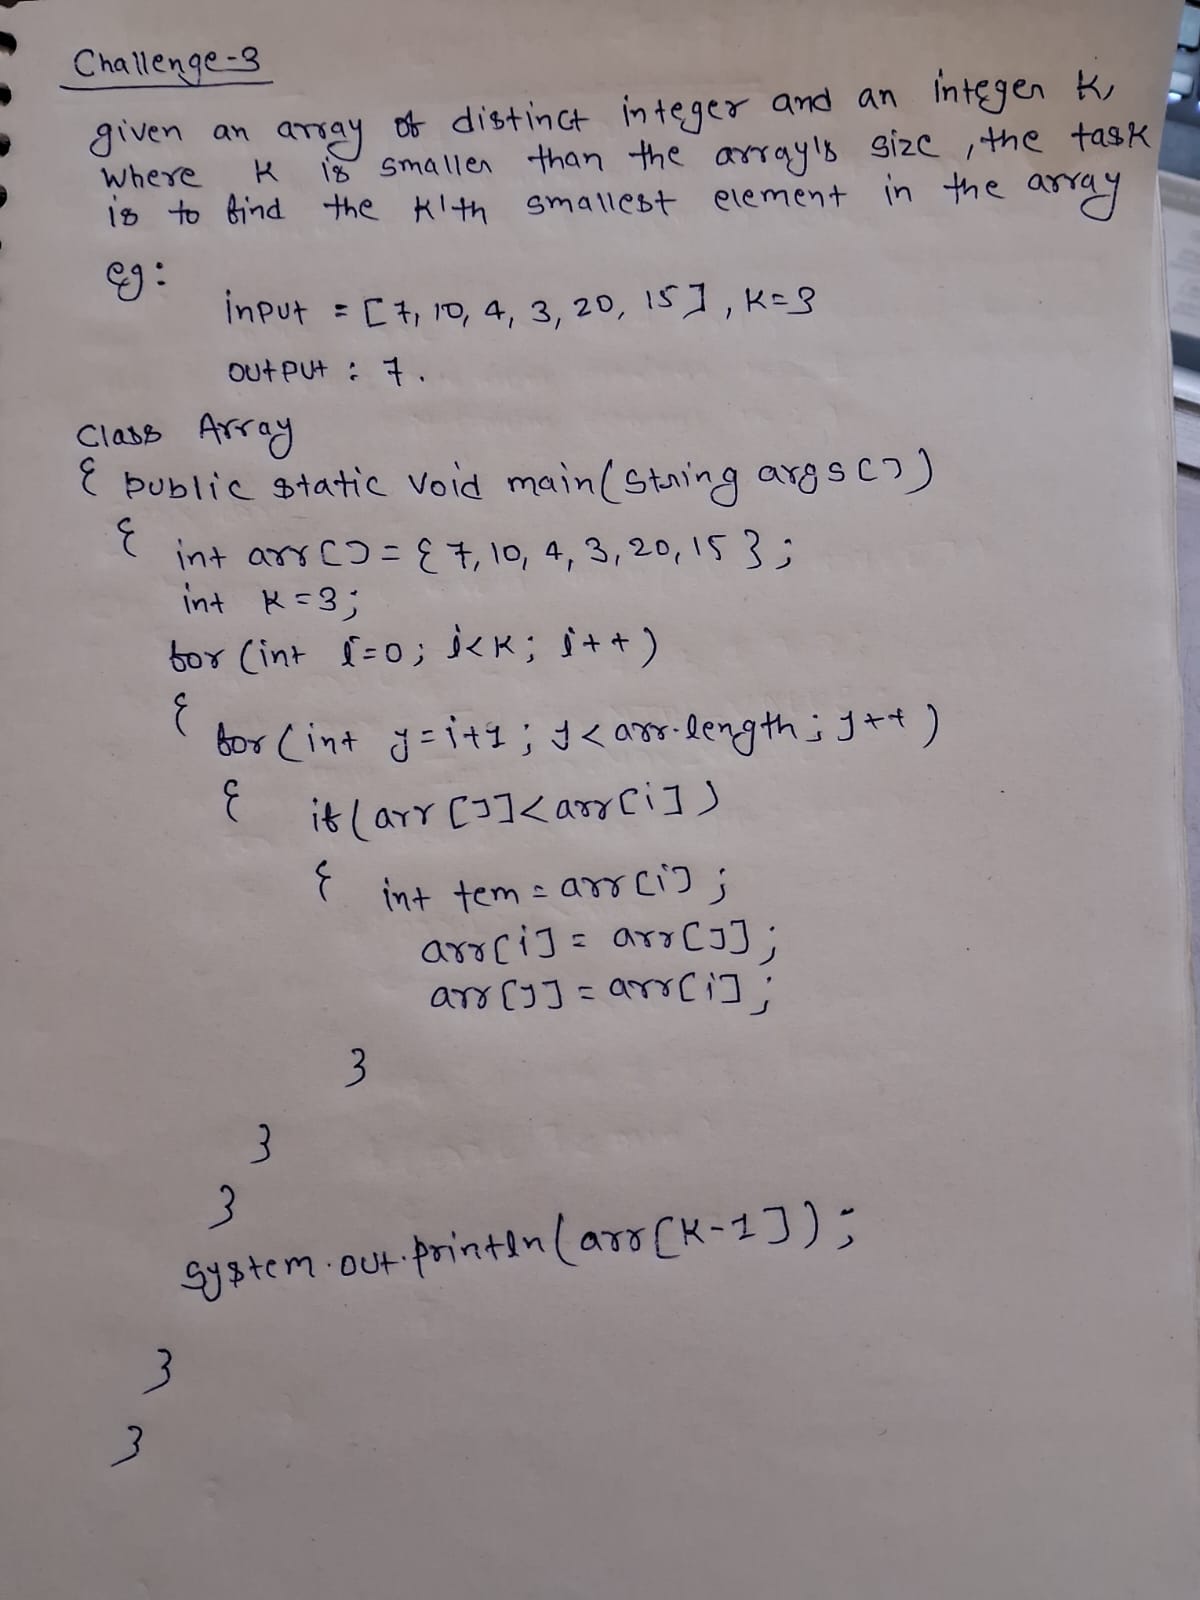 Challenge-3
given an array of distinct integer and an integer K,
where K is smaller than the array's size, the task
is to find the K'th smallest element in the array
eg:
input = [7, 10, 4, 3, 20, 15], K=3
output : 7.
Class Array
{ public static void main(String args[])
{ int arr[] = {7, 10, 4, 3, 20, 15};
int K=3;
for (int i=0; i<K; i++)
{
for (int j=i+1; j<arr.length; j++)
{ if(arr[j]<arr[i])
{ int tem = arr[i];
arr[i] = arr[j];
arr[j] = arr[i];
}
}
}
System.out.println(arr[K-1]);
}
}